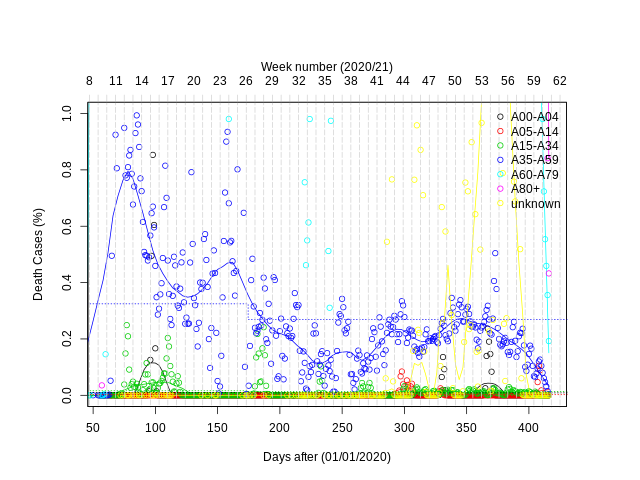 Week number (2020/21)
8 11 14 17 20 23 26 29 32 35 38 41 44 47 50 53 56 59 62
1.0
0.8
0.6
0.4
0.2
0.0
Death Cases (%)
A00-A04
A05-A14
A15-A34
A35-A59
A60-A79
A80+
unknown
50 100 150 200 250 300 350 400
Days after (01/01/2020)